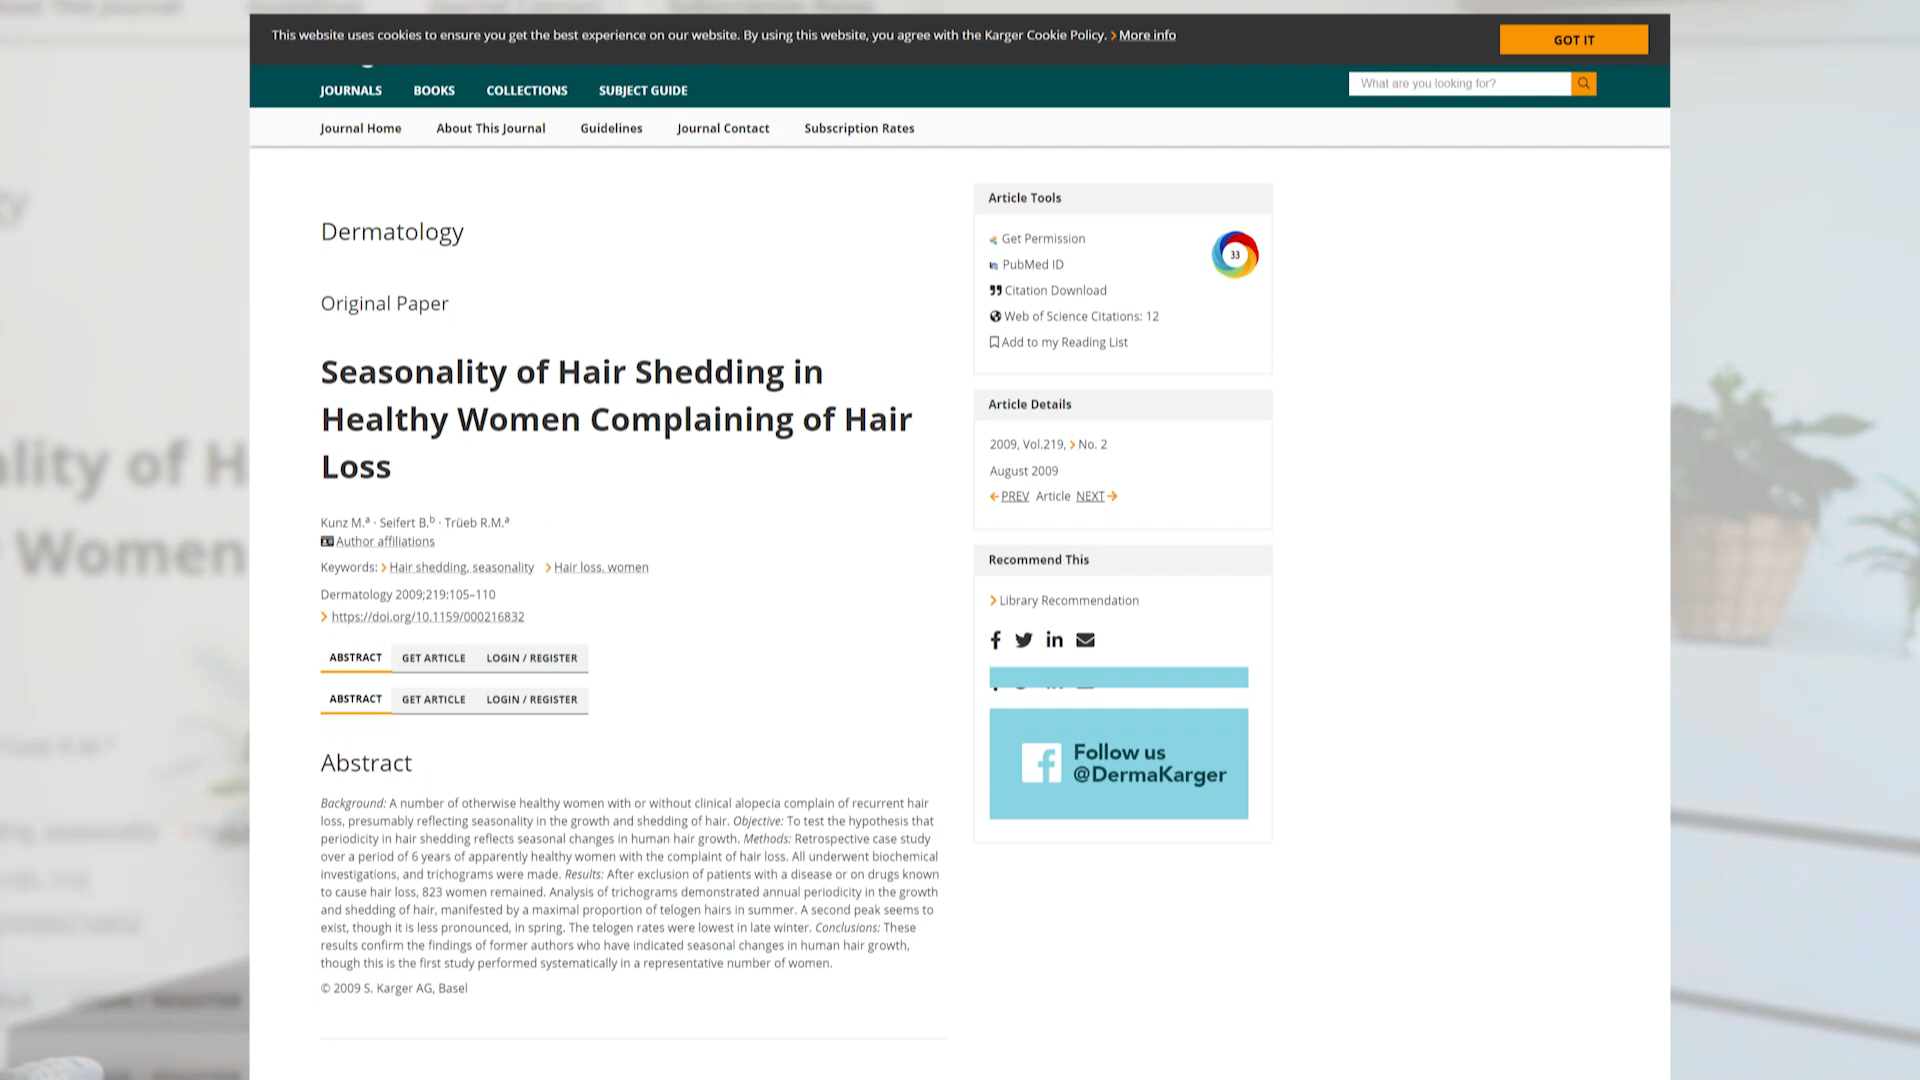 This website uses cookies to ensure you get the best experience on our website. By using this website, you agree with the Karger Cookie Policy. More info
GOT IT
JOURNALS BOOKS COLLECTIONS SUBJECT GUIDE
What are you looking for?
Journal Home About This Journal Guidelines Journal Contact Subscription Rates
Dermatology
Original Paper
Seasonality of Hair Shedding in
Healthy Women Complaining of Hair
Loss
Kunz M.a · Seifert B.b · Trüeb R.M.a
Author affiliations
Keywords: Hair shedding, seasonality Hair loss, women
Dermatology 2009;219:105–110
https://doi.org/10.1159/000216832
ABSTRACT GET ARTICLE LOGIN / REGISTER
ABSTRACT GET ARTICLE LOGIN / REGISTER
Abstract
Background: A number of otherwise healthy women with or without clinical alopecia complain of recurrent hair
loss, presumably reflecting seasonality in the growth and shedding of hair. Objective: To test the hypothesis that
periodicity in hair shedding reflects seasonal changes in human hair growth. Methods: Retrospective case study
over a period of 6 years of apparently healthy women with the complaint of hair loss. All underwent biochemical
investigations, and trichograms were made. Results: After exclusion of patients with a disease or on drugs known
to cause hair loss, 823 women remained. Analysis of trichograms demonstrated annual periodicity in the growth
and shedding of hair, manifested by a maximal proportion of telogen hairs in summer. A second peak seems to
exist, though it is less pronounced, in spring. The telogen rates were lowest in late winter. Conclusions: These
results confirm the findings of former authors who have indicated seasonal changes in human hair growth,
though this is the first study performed systematically in a representative number of women.
© 2009 S. Karger AG, Basel
Article Tools
Get Permission
33
PubMed ID
Citation Download
Web of Science Citations: 12
Add to my Reading List
Article Details
2009, Vol.219, No. 2
August 2009
PREV Article NEXT
Recommend This
Library Recommendation
Follow us
@DermaKarger